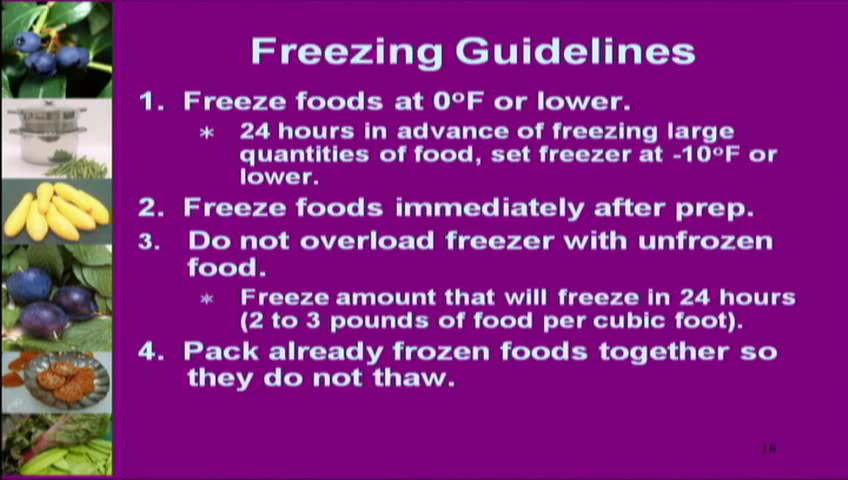 Freezing Guidelines
1. Freeze foods at 0°F or lower.
* 24 hours in advance of freezing large
quantities of food, set freezer at -10°F or
lower.
2. Freeze foods immediately after prep.
3. Do not overload freezer with unfrozen
food.
* Freeze amount that will freeze in 24 hours
(2 to 3 pounds of food per cubic foot).
4. Pack already frozen foods together so
they do not thaw.